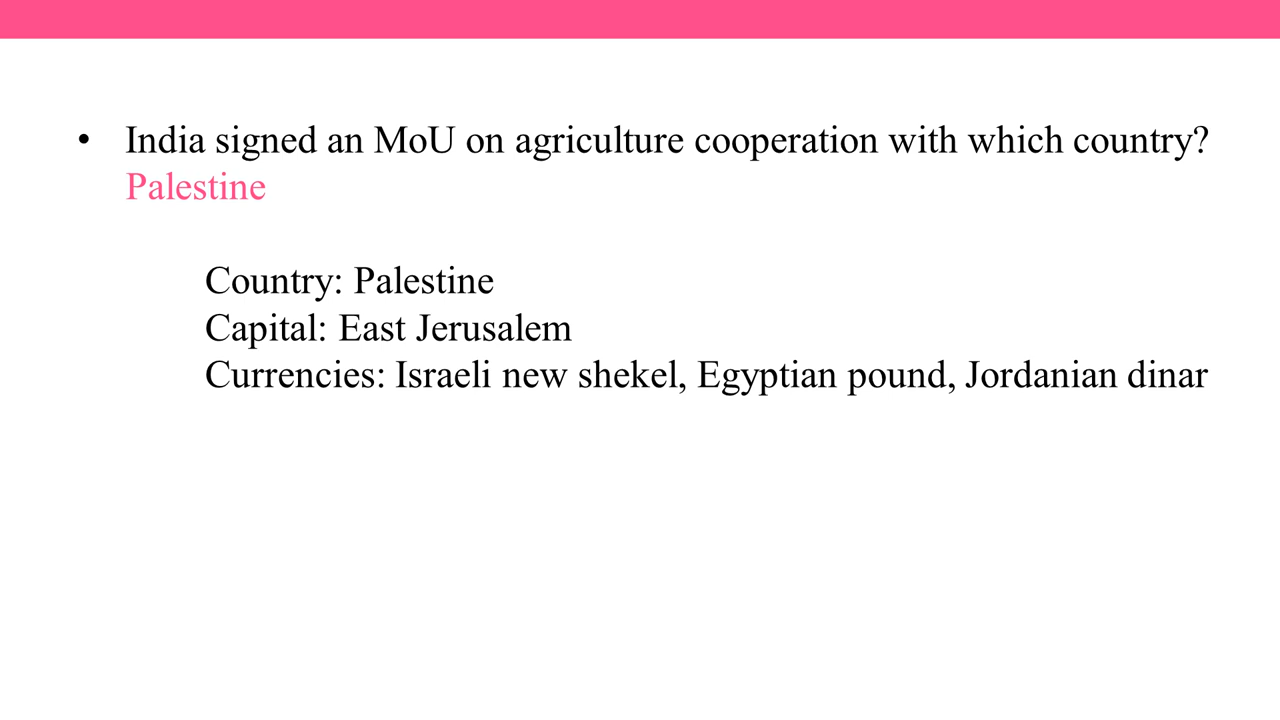 • India signed an MoU on agriculture cooperation with which country?
Palestine
Country: Palestine
Capital: East Jerusalem
Currencies: Israeli new shekel, Egyptian pound, Jordanian dinar